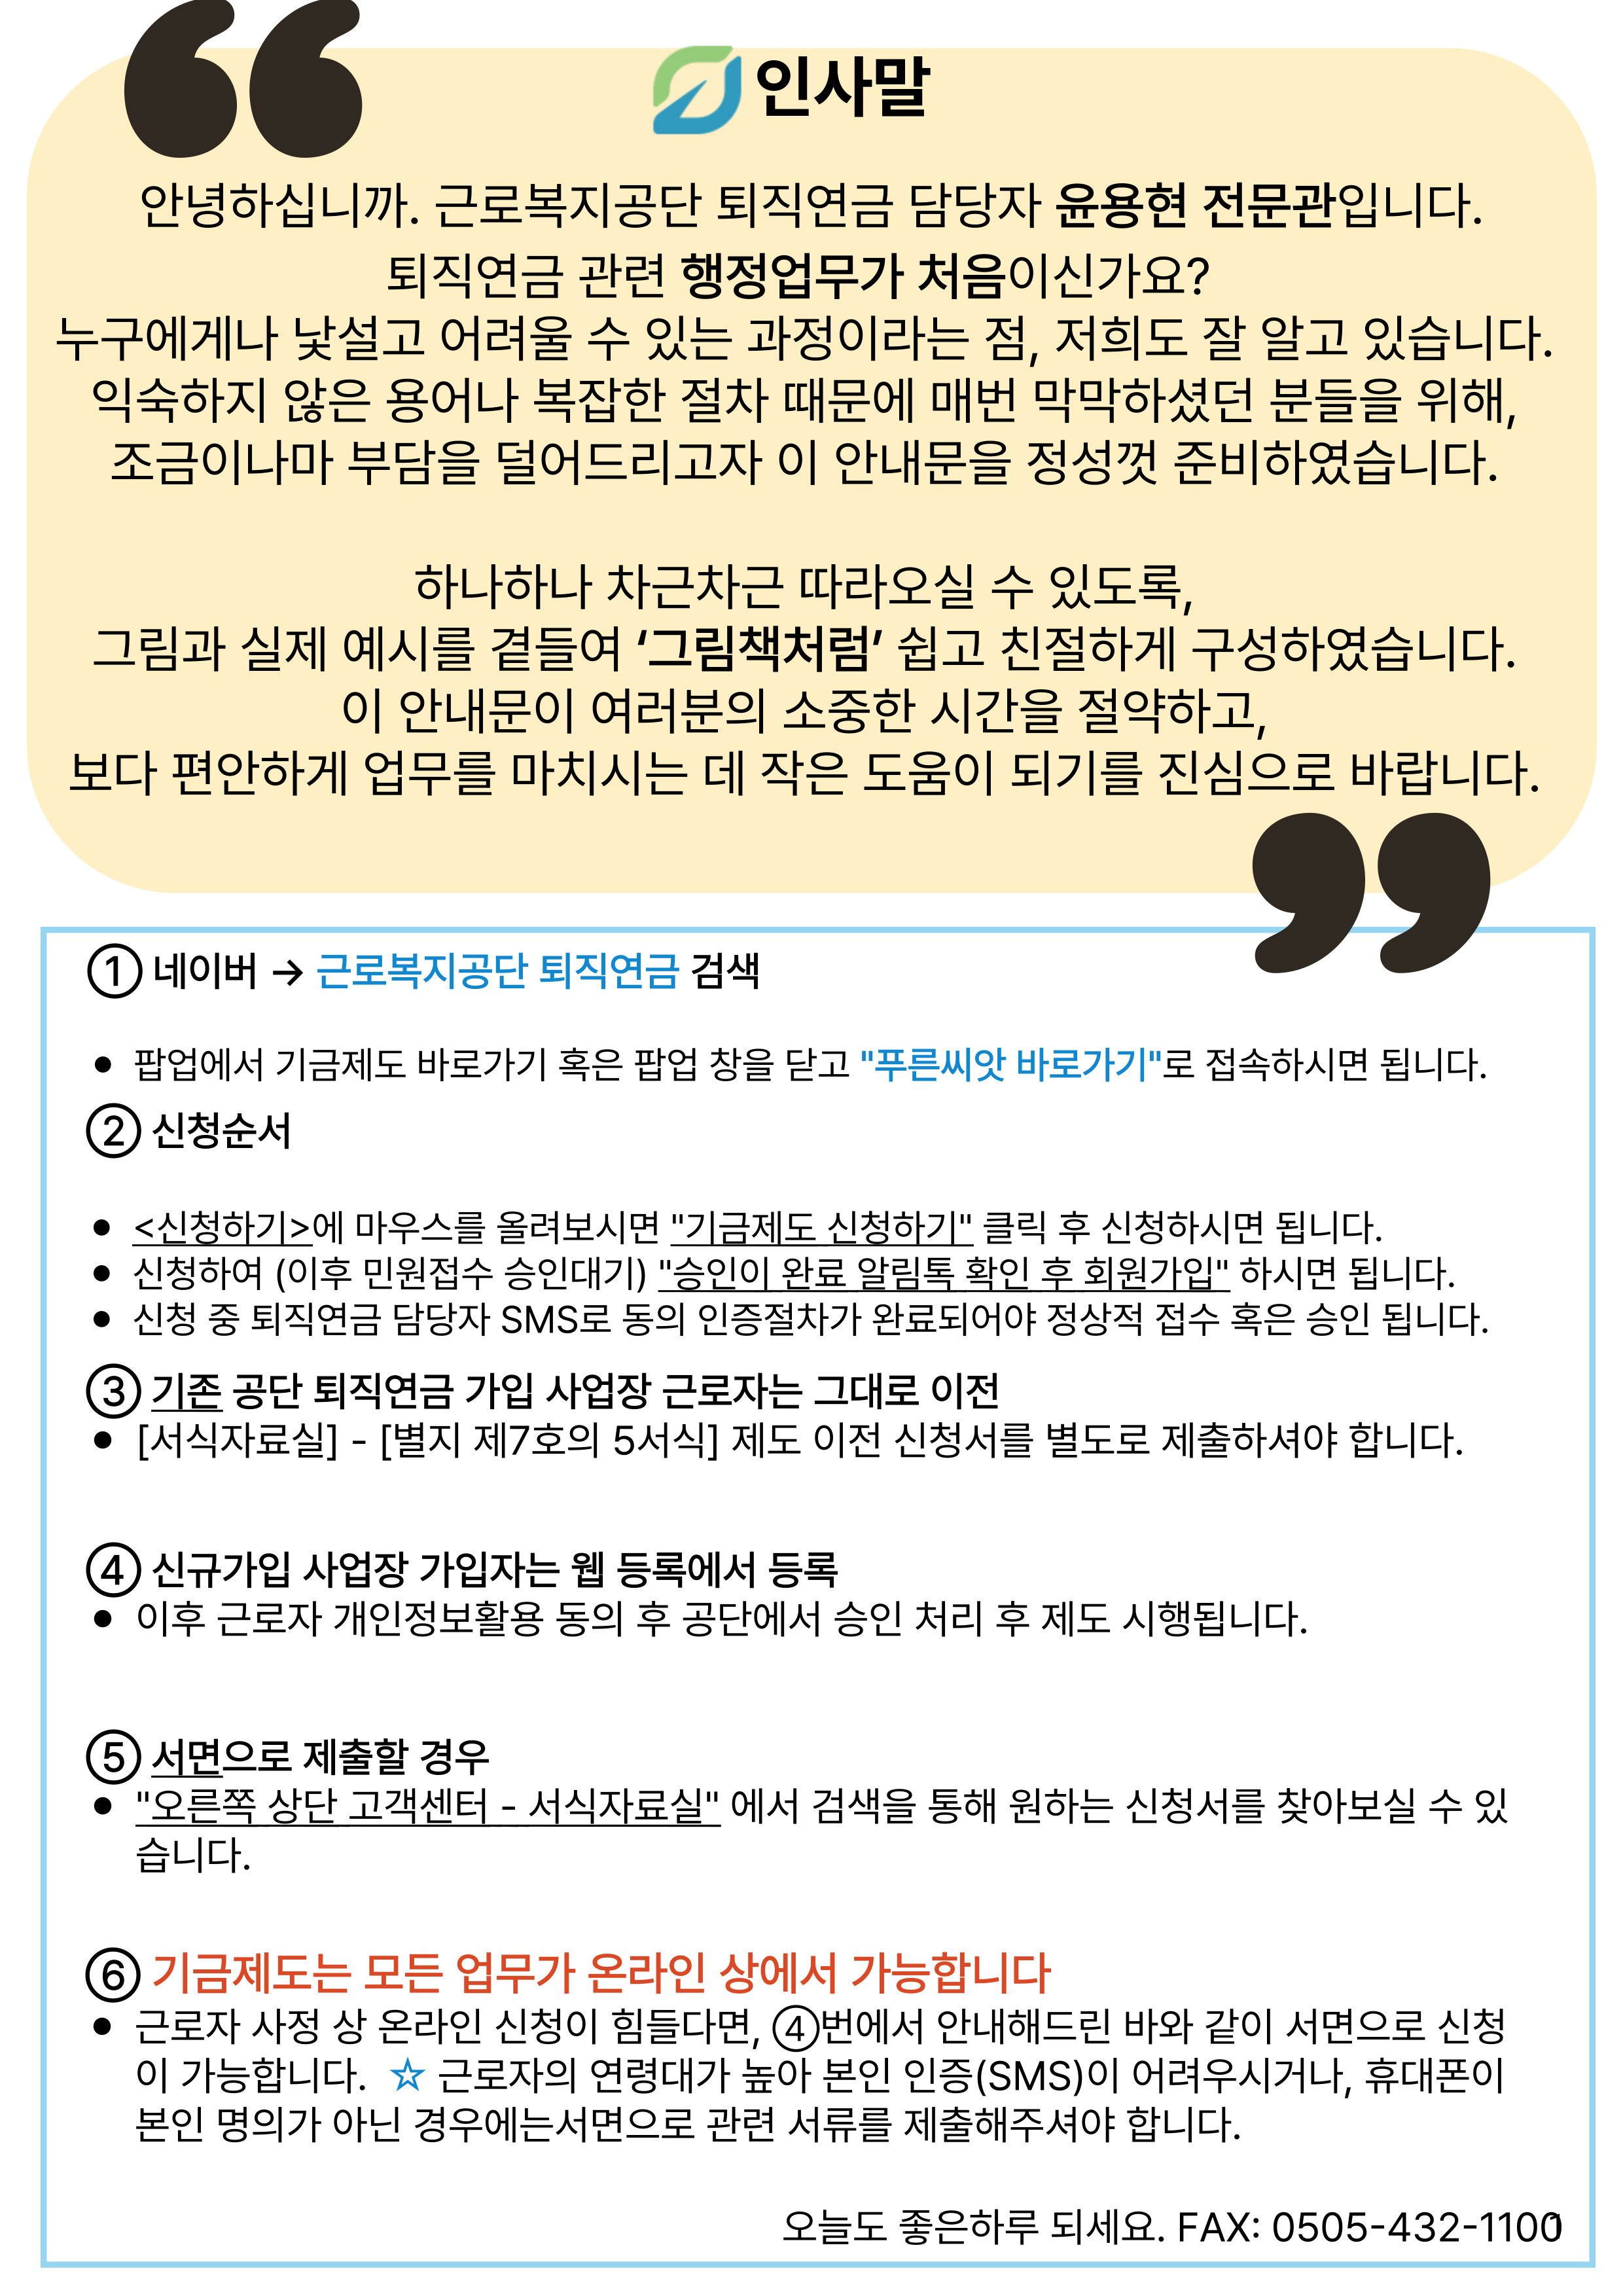 인사말
안녕하십니까. 근로복지공단 퇴직연금 담당자 윤용현 전문관입니다.
퇴직연금 관련 행정업무가 처음이신가요?
누구에게나 낯설고 어려울 수 있는 과정이라는 점, 저희도 잘 알고 있습니다.
익숙하지 않은 용어나 복잡한 절차 때문에 매번 막막하셨던 분들을 위해,
조금이나마 부담을 덜어드리고자 이 안내문을 정성껏 준비하였습니다.
하나하나 차근차근 따라오실 수 있도록,
그림과 실제 예시를 곁들여 ‘그림책처럼’ 쉽고 친절하게 구성하였습니다.
이 안내문이 여러분의 소중한 시간을 절약하고,
보다 편안하게 업무를 마치시는 데 작은 도움이 되기를 진심으로 바랍니다.
① 네이버 → 근로복지공단 퇴직연금 검색
● 팝업에서 기금제도 바로가기 혹은 팝업 창을 닫고 "푸른씨앗 바로가기"로 접속하시면 됩니다.
② 신청순서
● <신청하기>에 마우스를 올려보시면 "기금제도 신청하기" 클릭 후 신청하시면 됩니다.
● 신청하여 (이후 민원접수 승인대기) "승인이 완료 알림톡 확인 후 회원가입" 하시면 됩니다.
● 신청 중 퇴직연금 담당자 SMS로 동의 인증절차가 완료되어야 정상적 접수 혹은 승인 됩니다.
③ 기존 공단 퇴직연금 가입 사업장 근로자는 그대로 이전
● [서식자료실] - [별지 제7호의 5서식] 제도 이전 신청서를 별도로 제출하셔야 합니다.
④ 신규가입 사업장 가입자는 웹 등록에서 등록
● 이후 근로자 개인정보활용 동의 후 공단에서 승인 처리 후 제도 시행됩니다.
⑤ 서면으로 제출할 경우
● "오른쪽 상단 고객센터 - 서식자료실" 에서 검색을 통해 원하는 신청서를 찾아보실 수 있
습니다.
⑥ 기금제도는 모든 업무가 온라인 상에서 가능합니다
● 근로자 사정 상 온라인 신청이 힘들다면, ④번에서 안내해드린 바와 같이 서면으로 신청
이 가능합니다. ☆ 근로자의 연령대가 높아 본인 인증(SMS)이 어려우시거나, 휴대폰이
본인 명의가 아닌 경우에는서면으로 관련 서류를 제출해주셔야 합니다.
오늘도 좋은하루 되세요. FAX: 0505-432-1100
1